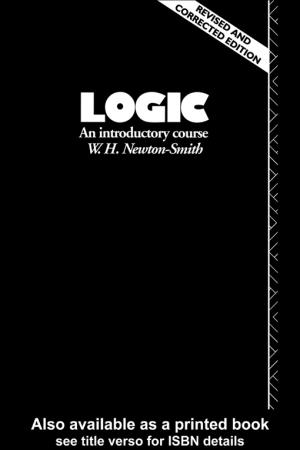 REVISED AND
CORRECTED EDITION
LOGIC
An introductory course
W. H. Newton-Smith
Also available as a printed book
see title verso for ISBN details